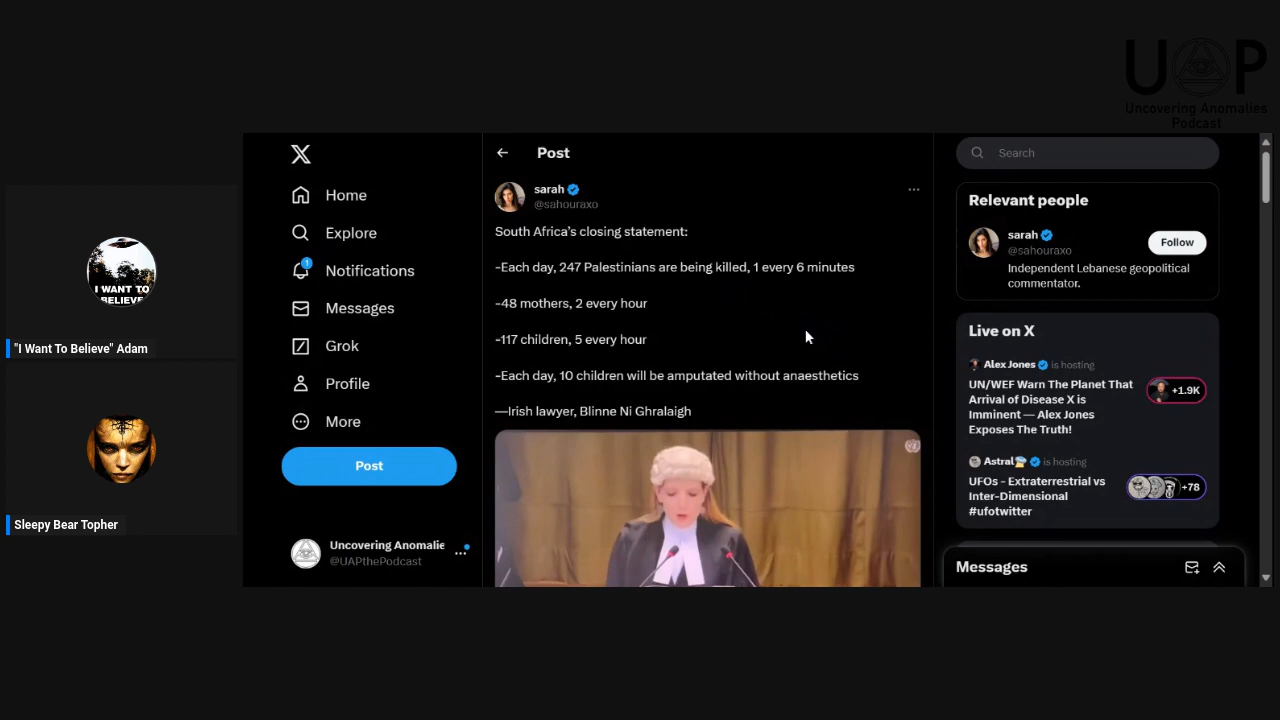 UAP
Uncovering Anomalies
Podcast
I WANT TO
BELIEVE
"I Want To Believe" Adam
Sleepy Bear Topher
X
Home
Explore
1
Notifications
Messages
Grok
Profile
More
Post
Uncovering Anomalie
@UAPthePodcast
Post
sarah
@sahouraxo
South Africa's closing statement:
-Each day, 247 Palestinians are being killed, 1 every 6 minutes
-48 mothers, 2 every hour
-117 children, 5 every hour
-Each day, 10 children will be amputated without anaesthetics
—Irish lawyer, Blinne Ni Ghralaigh
Search
Relevant people
sarah
@sahouraxo
Follow
Independent Lebanese geopolitical
commentator.
Live on X
Alex Jones is hosting
UN/WEF Warn The Planet That
Arrival of Disease X is
Imminent — Alex Jones
Exposes The Truth!
+1.9K
Astral is hosting
UFOs - Extraterrestrial vs
Inter-Dimensional
#ufotwitter
+78
Messages